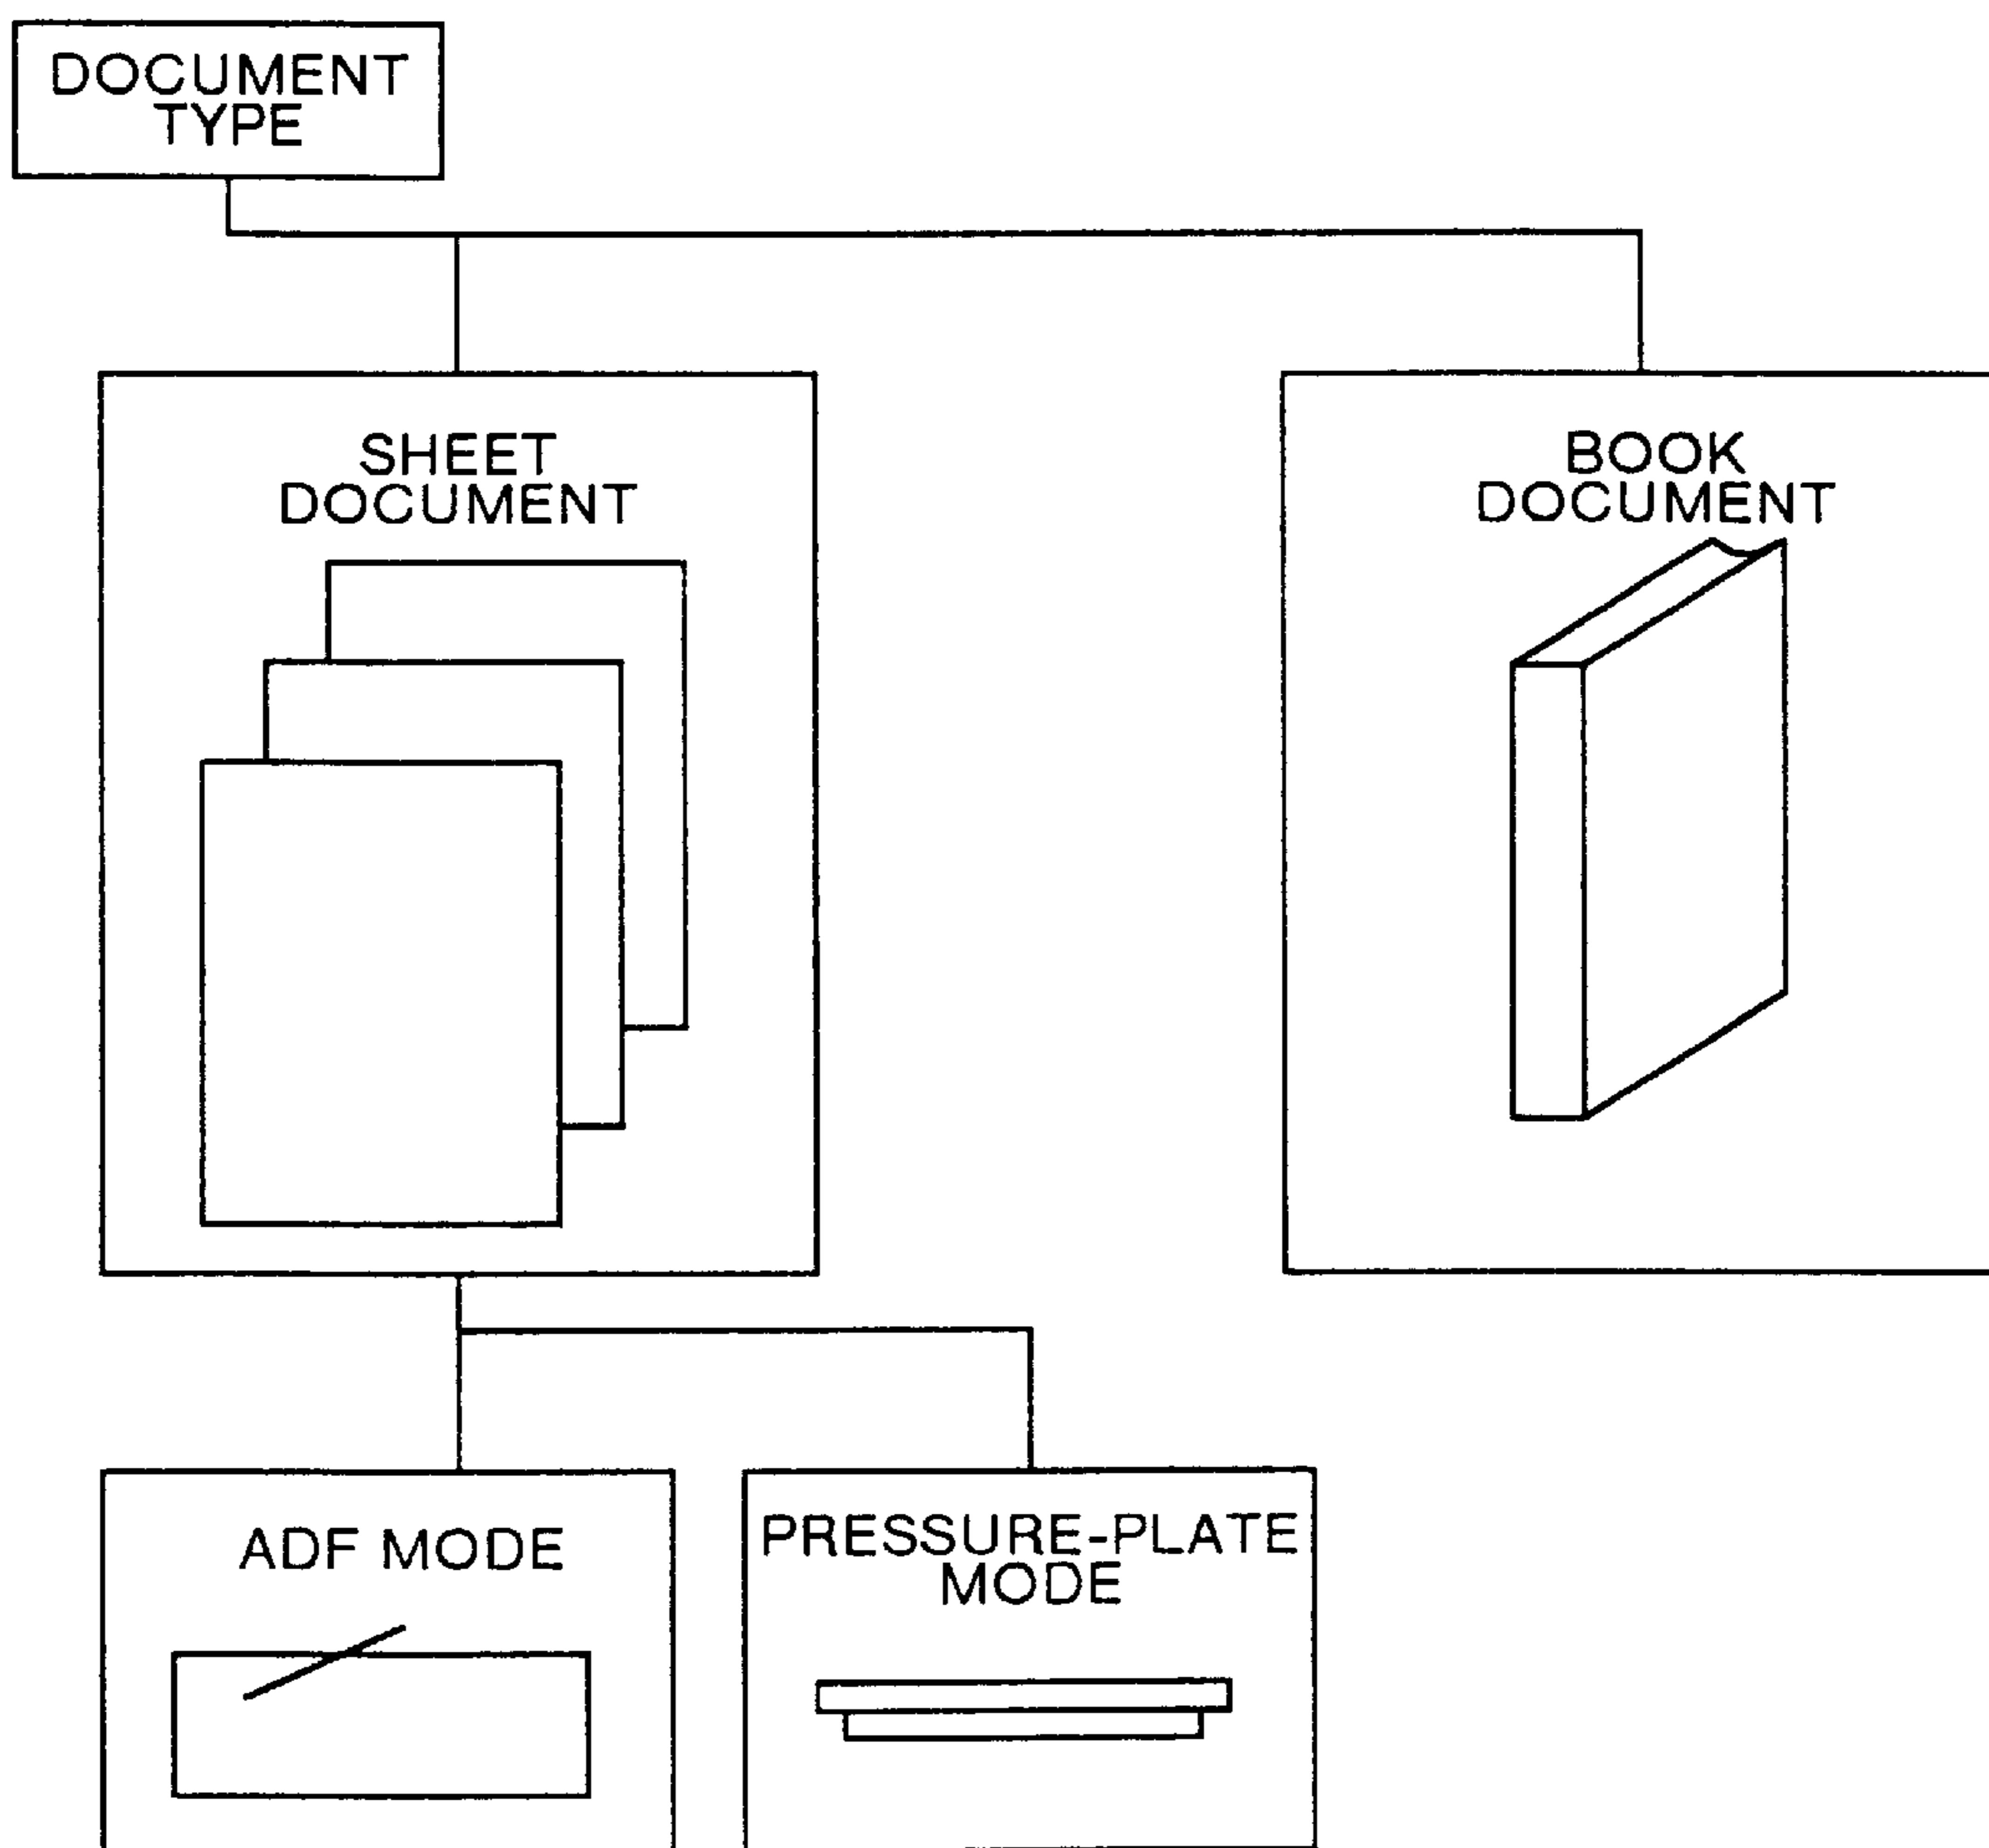 DOCUMENT
TYPE
SHEET
DOCUMENT
BOOK
DOCUMENT
ADF MODE
PRESSURE-PLATE
MODE